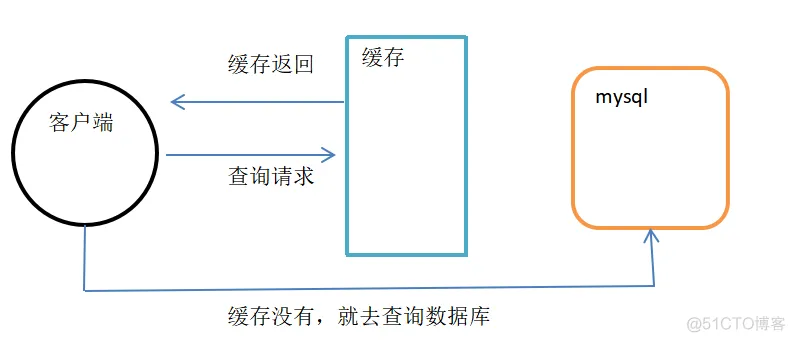 缓存返回
缓存
客户端
mysql
查询请求
缓存没有，就去查询数据库
@51CTO博客